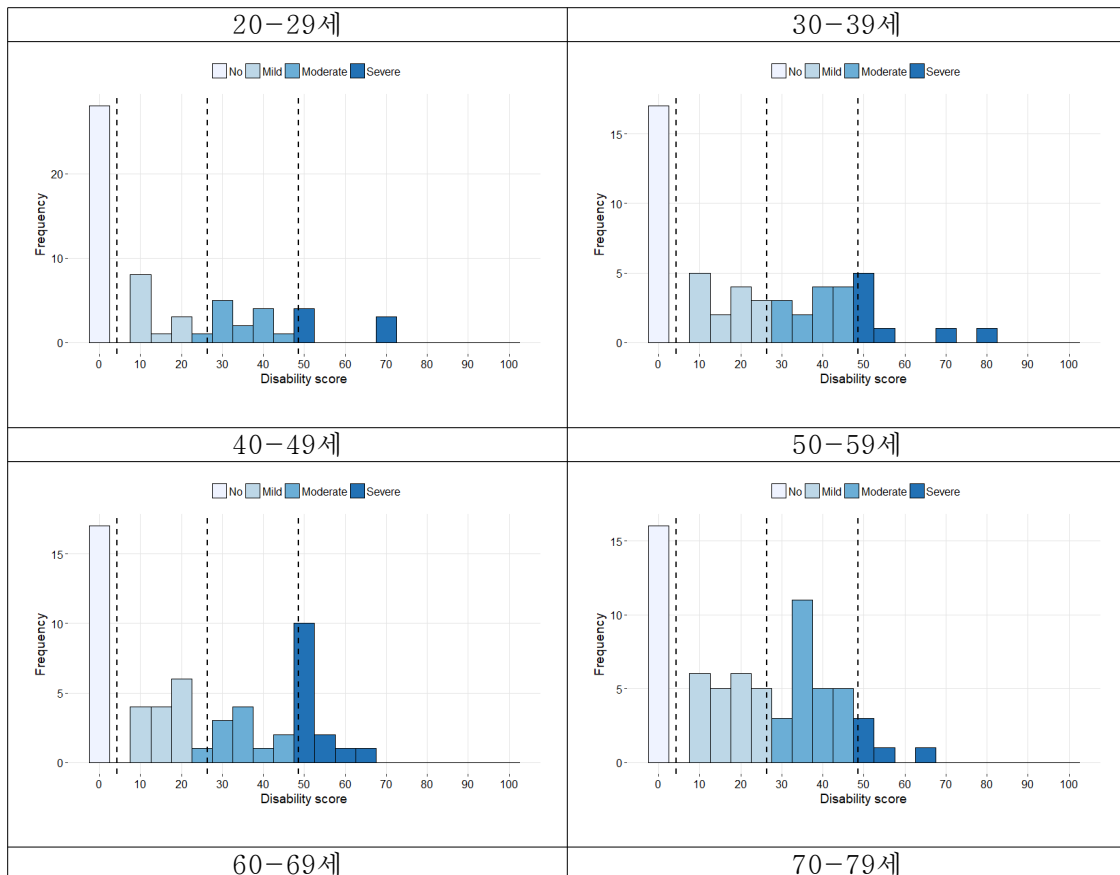 20-29세
30-39세
No Mild Moderate Severe
Frequency
20
10
0
0 10 20 30 40 50 60 70 80 90 100
Disability score
No Mild Moderate Severe
Frequency
15
10
5
0
0 10 20 30 40 50 60 70 80 90 100
Disability score
40-49세
50-59세
No Mild Moderate Severe
Frequency
15
10
5
0
0 10 20 30 40 50 60 70 80 90 100
Disability score
No Mild Moderate Severe
Frequency
15
10
5
0
0 10 20 30 40 50 60 70 80 90 100
Disability score
60-69세
70-79세